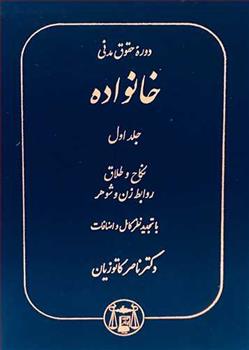 دورهٔ حقوق مدنی
خانواده
جلد اول
نکاح و طلاق
روابط زن و شوهر
با تجدید نظر کامل و اضافات
دکتر ناصر کاتوزیان